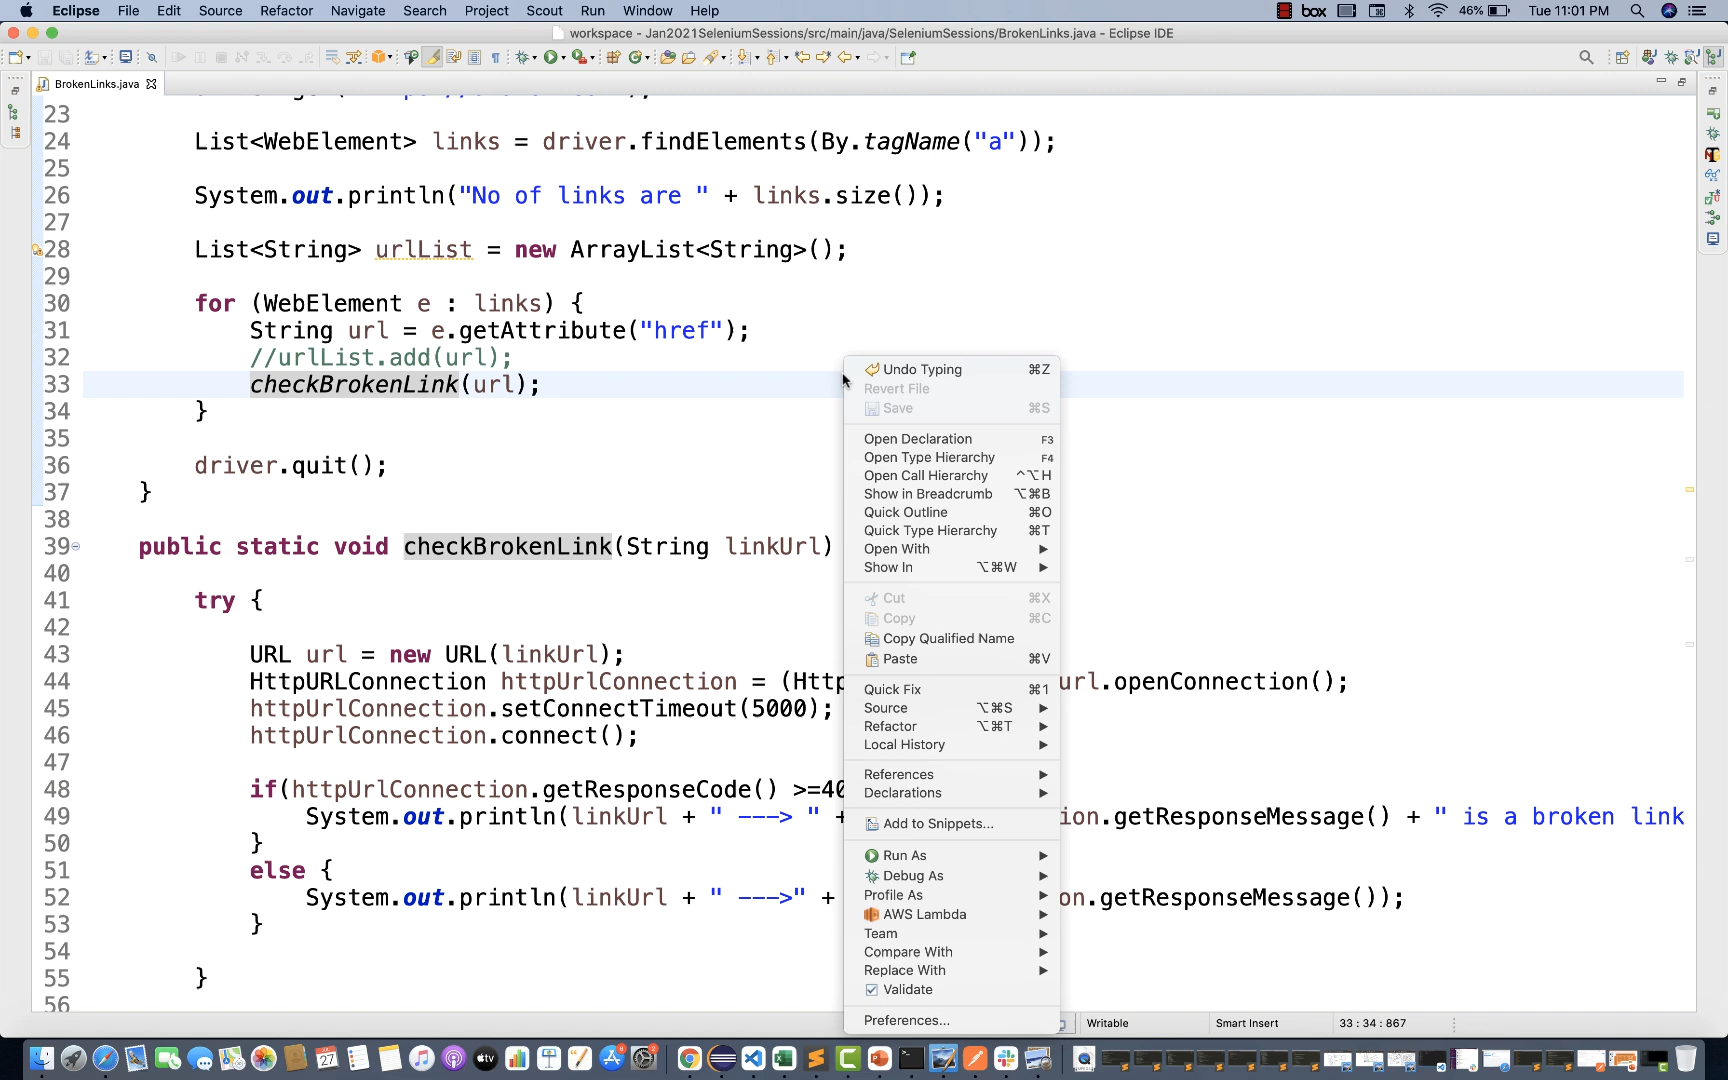 Eclipse File Edit Source Refactor Navigate Search Project Scout Run Window Help box 46% Tue 11:01 PM
workspace - Jan2021SeleniumSessions/src/main/java/SeleniumSessions/BrokenLinks.java - Eclipse IDE
BrokenLinks.java
23
24 List<WebElement> links = driver.findElements(By.tagName("a"));
25
26 System.out.println("No of links are " + links.size());
27
28 List<String> urlList = new ArrayList<String>();
29
30 for (WebElement e : links) {
31 String url = e.getAttribute("href");
32 //urlList.add(url);
33 checkBrokenLink(url);
34 }
35
36 driver.quit();
37 }
38
39 public static void checkBrokenLink(String linkUrl)
40
41 try {
42
43 URL url = new URL(linkUrl);
44 HttpURLConnection httpUrlConnection = (Http url.openConnection();
45 httpUrlConnection.setConnectTimeout(5000);
46 httpUrlConnection.connect();
47
48 if(httpUrlConnection.getResponseCode() >=40
49 System.out.println(linkUrl + " ---> " + ion.getResponseMessage() + " is a broken link
50 }
51 else {
52 System.out.println(linkUrl + " --->" + on.getResponseMessage());
53 }
54
55 }
56
Undo Typing ⌘Z
Revert File
Save ⌘S
Open Declaration F3
Open Type Hierarchy F4
Open Call Hierarchy ^⌥H
Show in Breadcrumb ⌥⌘B
Quick Outline ⌘O
Quick Type Hierarchy ⌘T
Open With
Show In ⌥⌘W
Cut ⌘X
Copy ⌘C
Copy Qualified Name
Paste ⌘V
Quick Fix ⌘1
Source ⌥⌘S
Refactor ⌥⌘T
Local History
References
Declarations
Add to Snippets...
Run As
Debug As
Profile As
AWS Lambda
Team
Compare With
Replace With
Validate
Preferences...
Writable Smart Insert 33 : 34 : 867